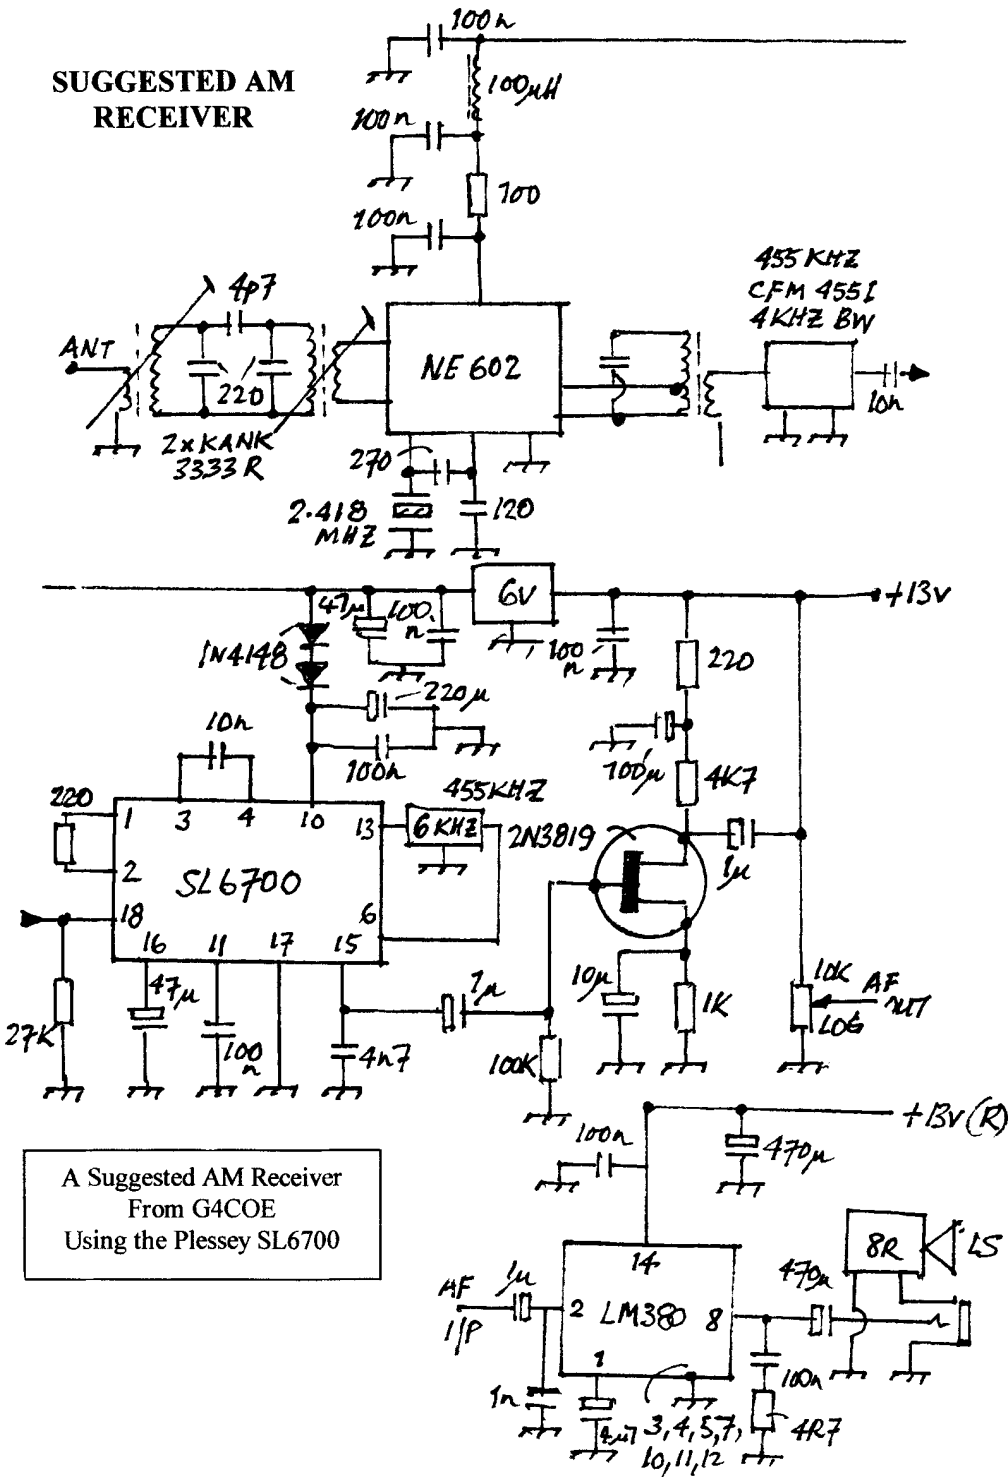 100n
SUGGESTED AM
RECEIVER
100µH
100n
100
100n
455 KHZ
CFM 455I
4KHZ BW
4p7
ANT
NE 602
220
10n
2xKANK
3333R
270
2.418
MHZ
120
6V
+13v
47µ
100
n
100
n
220
1N4148
220µ
10n
100n
100µ
4K7
455KHZ
220
1
3
4
10
13
6 KHZ
2N3819
1µ
2
SL6700
18
6
16
11
17
15
47µ
1µ
10µ
10K
AF
OUT
1K
LOG
27K
100
n
4n7
100K
+13v(R)
100n
470µ
A Suggested AM Receiver
From G4COE
Using the Plessey SL6700
14
8R
LS
AF
I/P
1µ
2
LM380
8
470µ
1
1n
100n
4µ7
3,4,5,7,
10,11,12
4R7